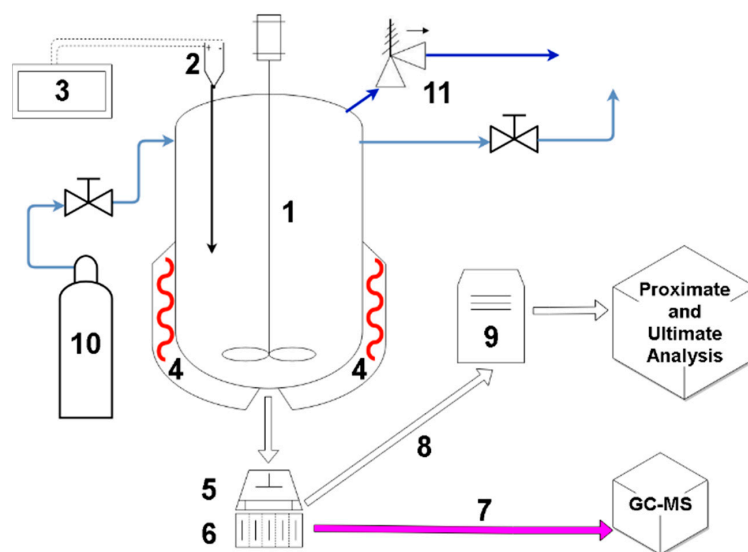 2
3
11
1
10
4
4
9
Proximate
and
Ultimate
Analysis
8
5
6
7
GC-MS